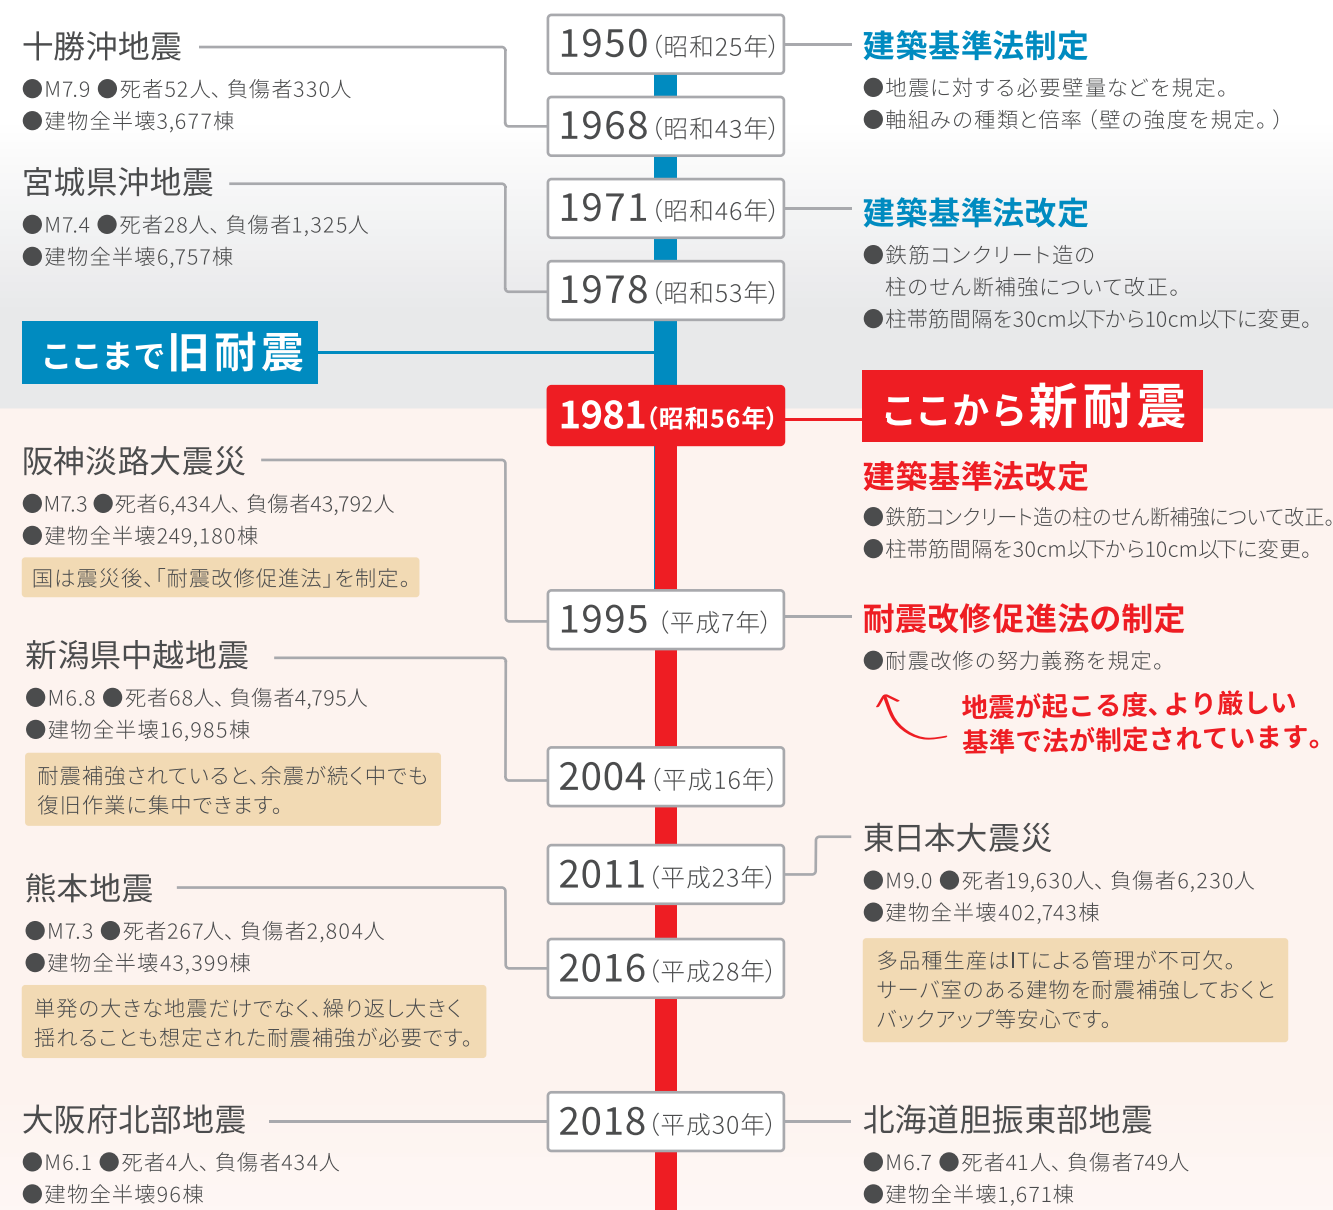 1950（昭和25年）
建築基準法制定
●地震に対する必要壁量などを規定。
●軸組みの種類と倍率（壁の強度を規定。）
十勝沖地震
●M7.9 ●死者52人、負傷者330人
●建物全半壊3,677棟
1968（昭和43年）
1971（昭和46年）
建築基準法改定
●鉄筋コンクリート造の
柱のせん断補強について改正。
●柱帯筋間隔を30cm以下から10cm以下に変更。
宮城県沖地震
●M7.4 ●死者28人、負傷者1,325人
●建物全半壊6,757棟
1978（昭和53年）
ここまで旧耐震
1981（昭和56年）
ここから新耐震
建築基準法改定
●鉄筋コンクリート造の柱のせん断補強について改正。
●柱帯筋間隔を30cm以下から10cm以下に変更。
阪神淡路大震災
●M7.3 ●死者6,434人、負傷者43,792人
●建物全半壊249,180棟
国は震災後、「耐震改修促進法」を制定。
1995（平成7年）
耐震改修促進法の制定
●耐震改修の努力義務を規定。
地震が起こる度、より厳しい
基準で法が制定されています。
新潟県中越地震
●M6.8 ●死者68人、負傷者4,795人
●建物全半壊16,985棟
耐震補強されていると、余震が続く中でも
復旧作業に集中できます。
2004（平成16年）
2011（平成23年）
東日本大震災
●M9.0 ●死者19,630人、負傷者6,230人
●建物全半壊402,743棟
多品種生産はITによる管理が不可欠。
サーバ室のある建物を耐震補強しておくと
バックアップ等安心です。
熊本地震
●M7.3 ●死者267人、負傷者2,804人
●建物全半壊43,399棟
単発の大きな地震だけでなく、繰り返し大きく
揺れることも想定された耐震補強が必要です。
2016（平成28年）
大阪府北部地震
●M6.1 ●死者4人、負傷者434人
●建物全半壊96棟
2018（平成30年）
北海道胆振東部地震
●M6.7 ●死者41人、負傷者749人
●建物全半壊1,671棟